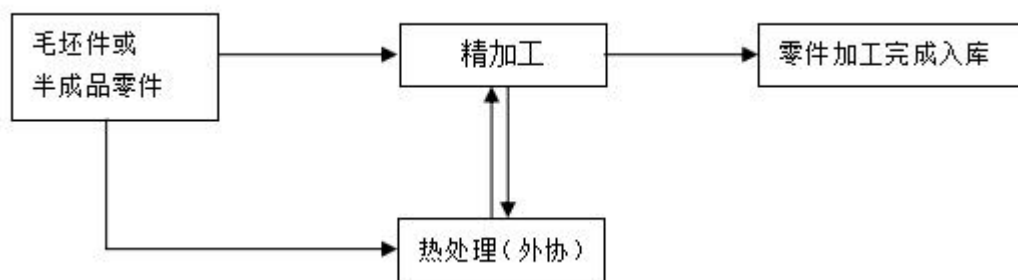 毛坯件或
半成品零件
精加工
零件加工完成入库
热处理（外协）